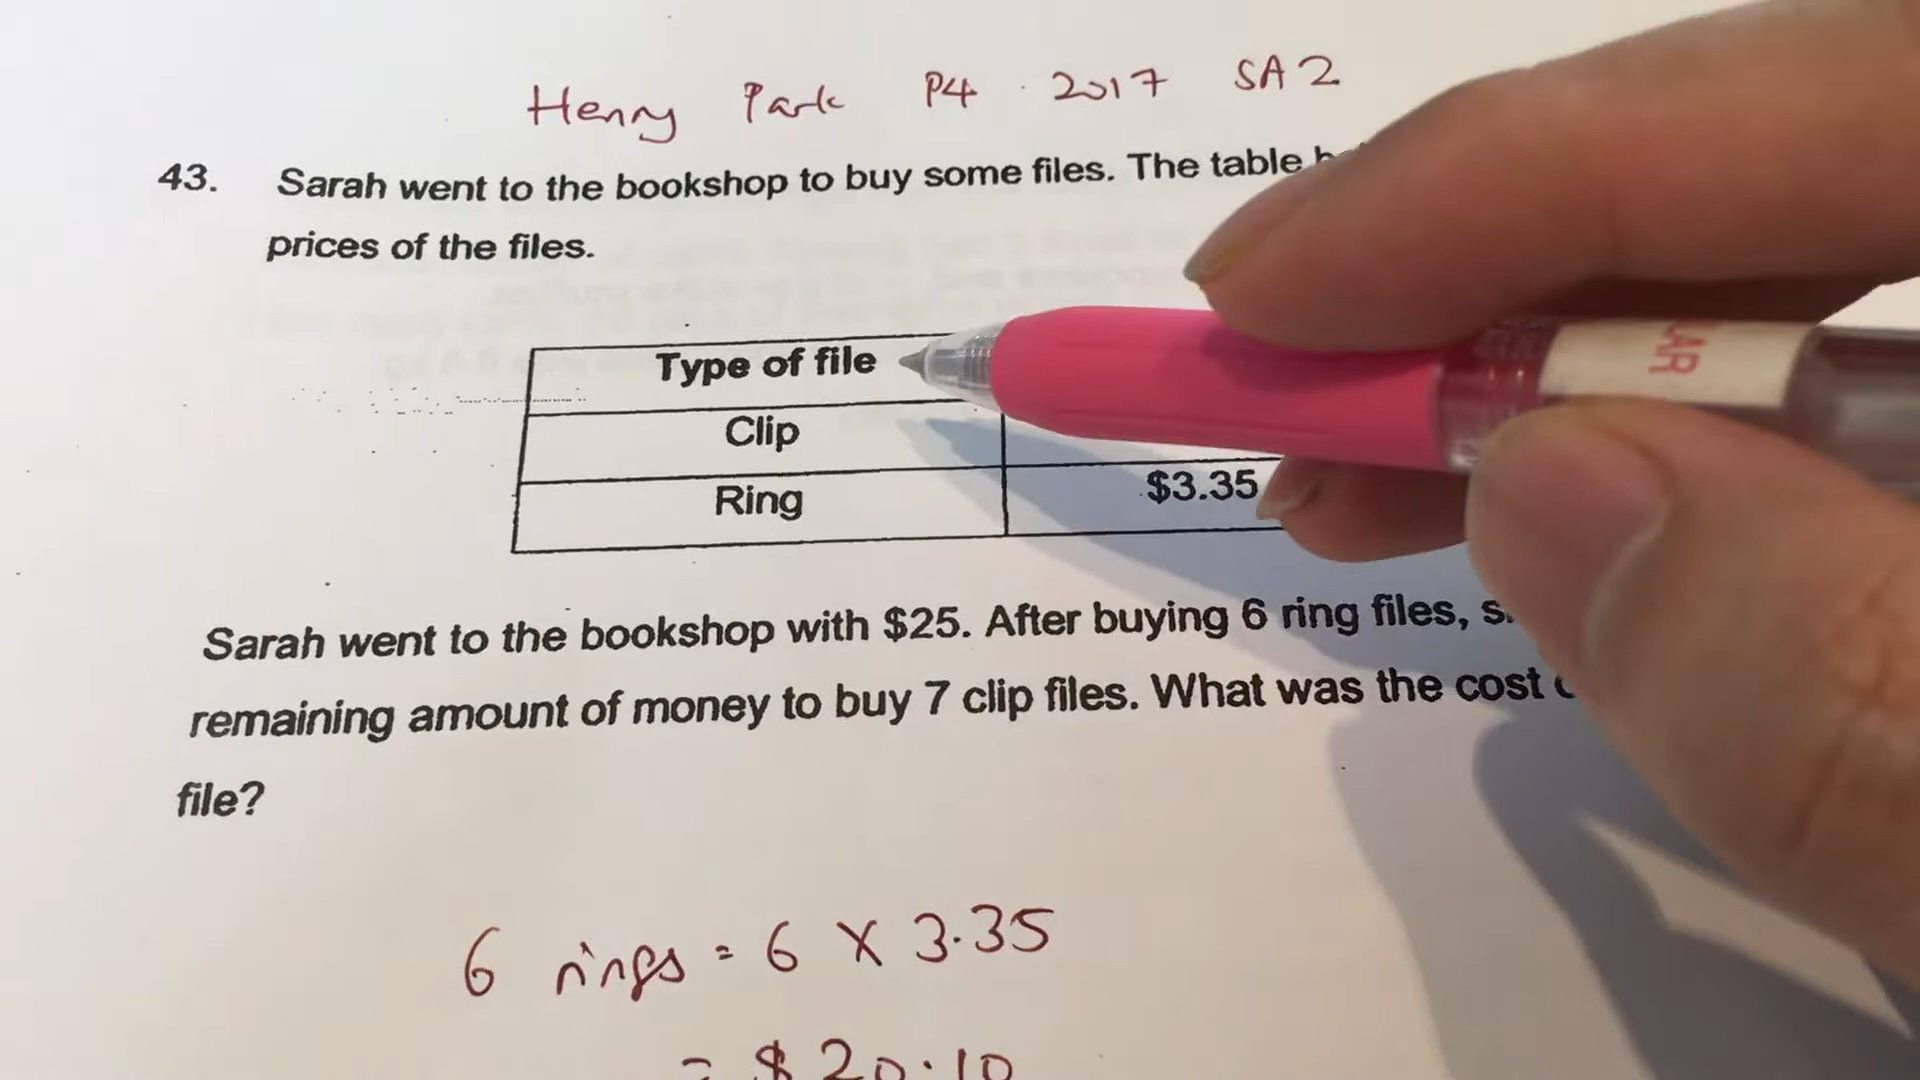 Henry Park P4 2017 SA2
43. Sarah went to the bookshop to buy some files. The table
prices of the files.
Type of file
Clip
Ring $3.35
Sarah went to the bookshop with $25. After buying 6 ring files,
remaining amount of money to buy 7 clip files. What was the cost
file?
6 rings = 6 X 3.35
= $20.10